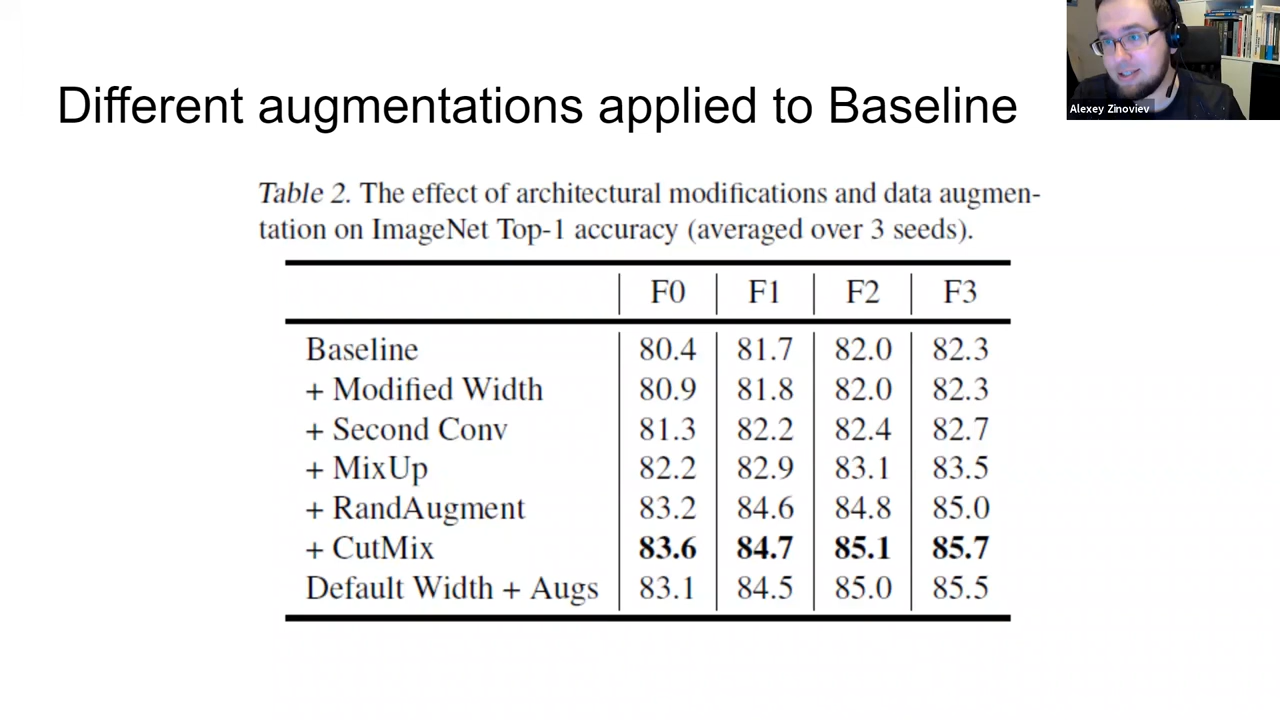 Different augmentations applied to Baseline
Alexey Zinoviev
Table 2. The effect of architectural modifications and data augmen-
tation on ImageNet Top-1 accuracy (averaged over 3 seeds).
F0 F1 F2 F3
Baseline 80.4 81.7 82.0 82.3
+ Modified Width 80.9 81.8 82.0 82.3
+ Second Conv 81.3 82.2 82.4 82.7
+ MixUp 82.2 82.9 83.1 83.5
+ RandAugment 83.2 84.6 84.8 85.0
+ CutMix 83.6 84.7 85.1 85.7
Default Width + Augs 83.1 84.5 85.0 85.5